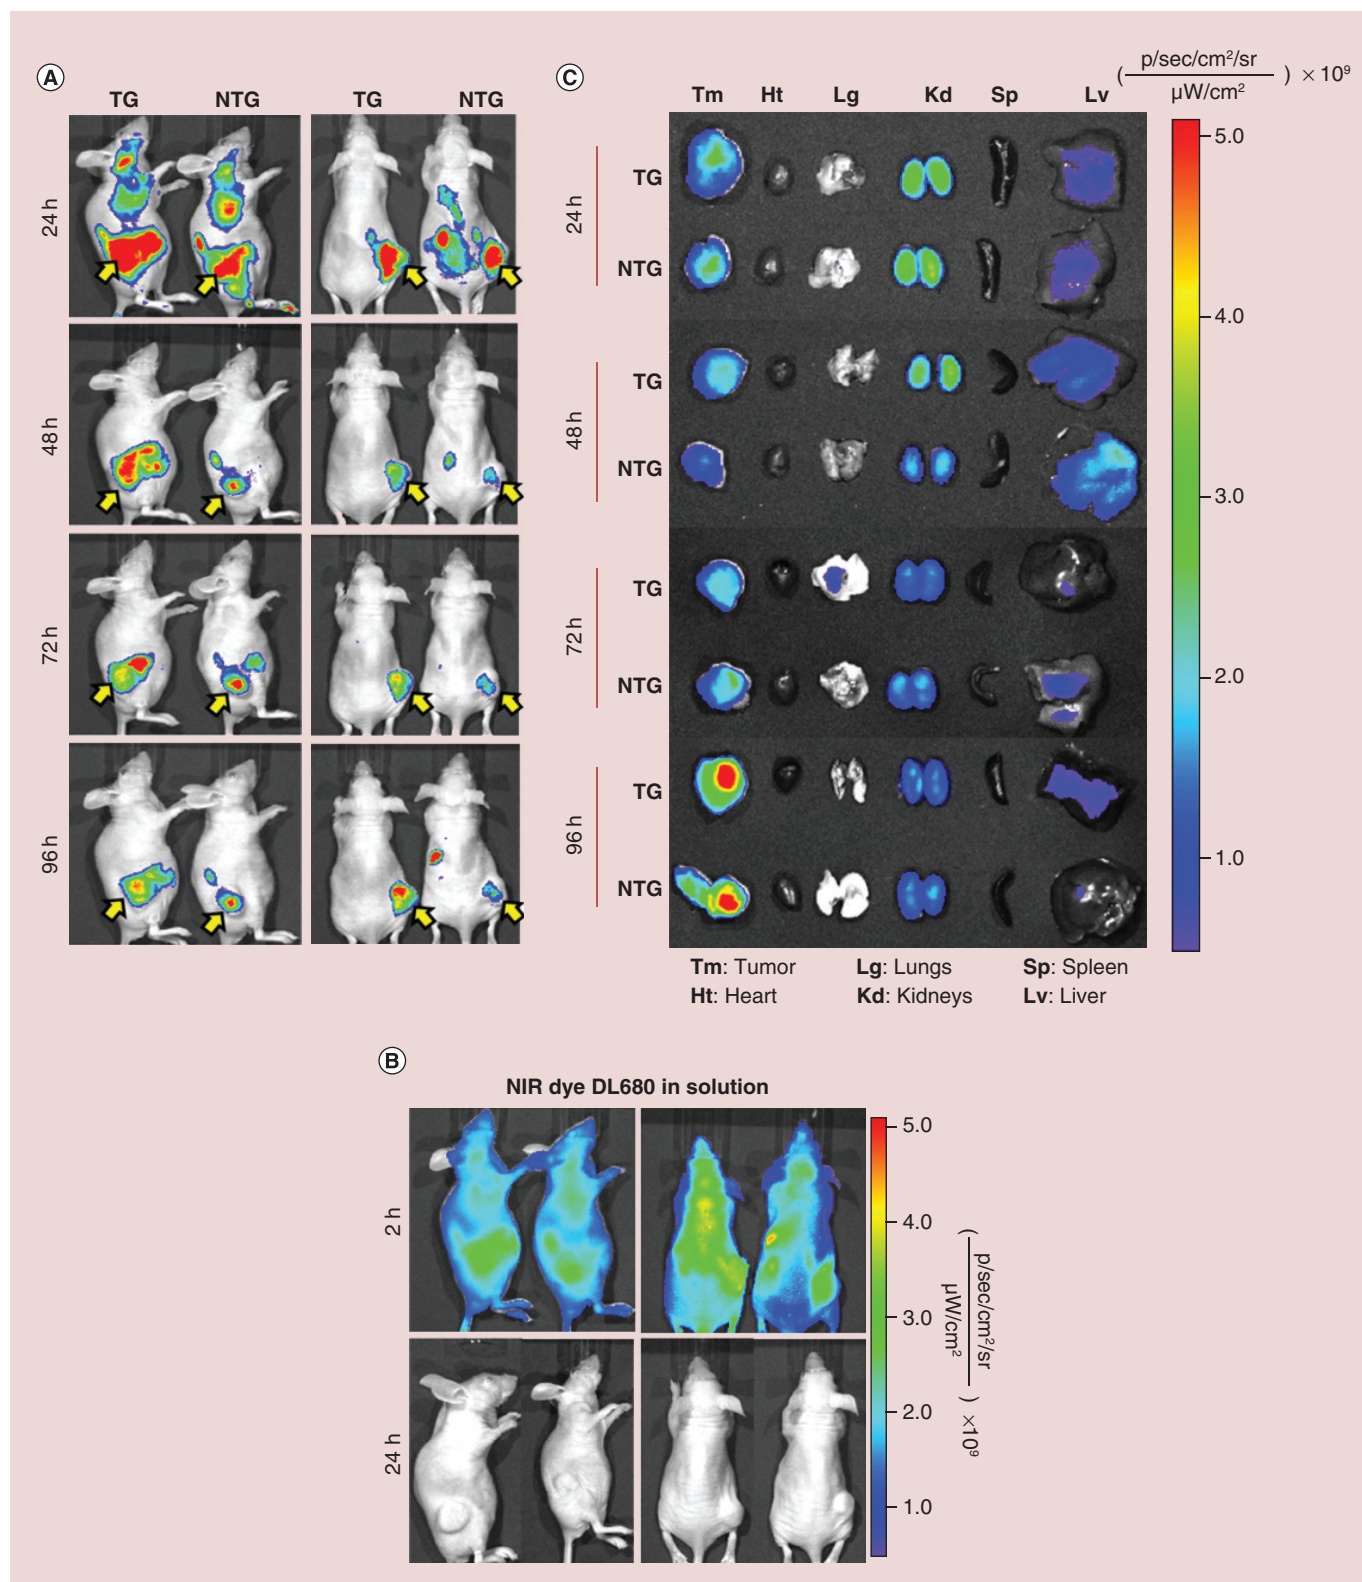 A
TG NTG TG NTG
24 h
48 h
72 h
96 h
C
( p/sec/cm²/sr / µW/cm² ) × 10⁹
Tm Ht Lg Kd Sp Lv
24 h
TG
NTG
48 h
TG
NTG
72 h
TG
NTG
96 h
TG
NTG
5.0
4.0
3.0
2.0
1.0
Tm: Tumor Lg: Lungs Sp: Spleen
Ht: Heart Kd: Kidneys Lv: Liver
B
NIR dye DL680 in solution
2 h
24 h
5.0
4.0
3.0
2.0
1.0
( p/sec/cm²/sr / µW/cm² ) ×10⁹